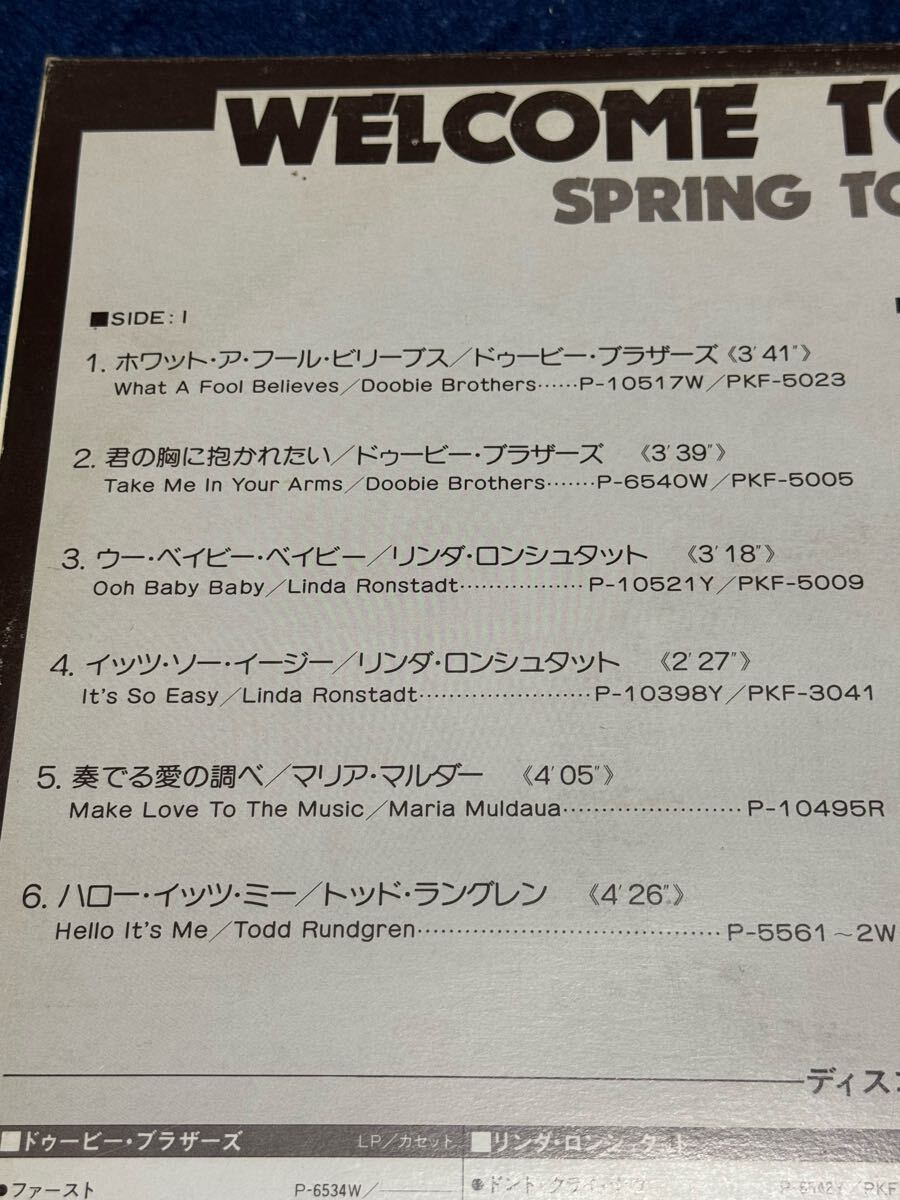 WELCOME TO
SPRING TO
■SIDE: I
1. ホワット・ア・フール・ビリーブス／ドゥービー・ブラザーズ《3′41″》
What A Fool Believes／Doobie Brothers……P-10517W／PKF-5023
2. 君の胸に抱かれたい／ドゥービー・ブラザーズ 《3′39″》
Take Me In Your Arms／Doobie Brothers……P-6540W／PKF-5005
3. ウー・ベイビー・ベイビー／リンダ・ロンシュタット 《3′18″》
Ooh Baby Baby／Linda Ronstadt……………P-10521Y／PKF-5009
4. イッツ・ソー・イージー／リンダ・ロンシュタット 《2′27″》
It's So Easy／Linda Ronstadt…………………P-10398Y／PKF-3041
5. 奏でる愛の調べ／マリア・マルダー 《4′05″》
Make Love To The Music／Maria Muldaua…………………P-10495R
6. ハロー・イッツ・ミー／トッド・ラングレン 《4′26″》
Hello It's Me／Todd Rundgren………………………………P-5561～2W
ディスコ
■ドゥービー・ブラザーズ LP／カセット
●ファースト P-6534W／
■リンダ・ロンシュタット
●ドント・クライ・ナウ P-6542Y／PKF